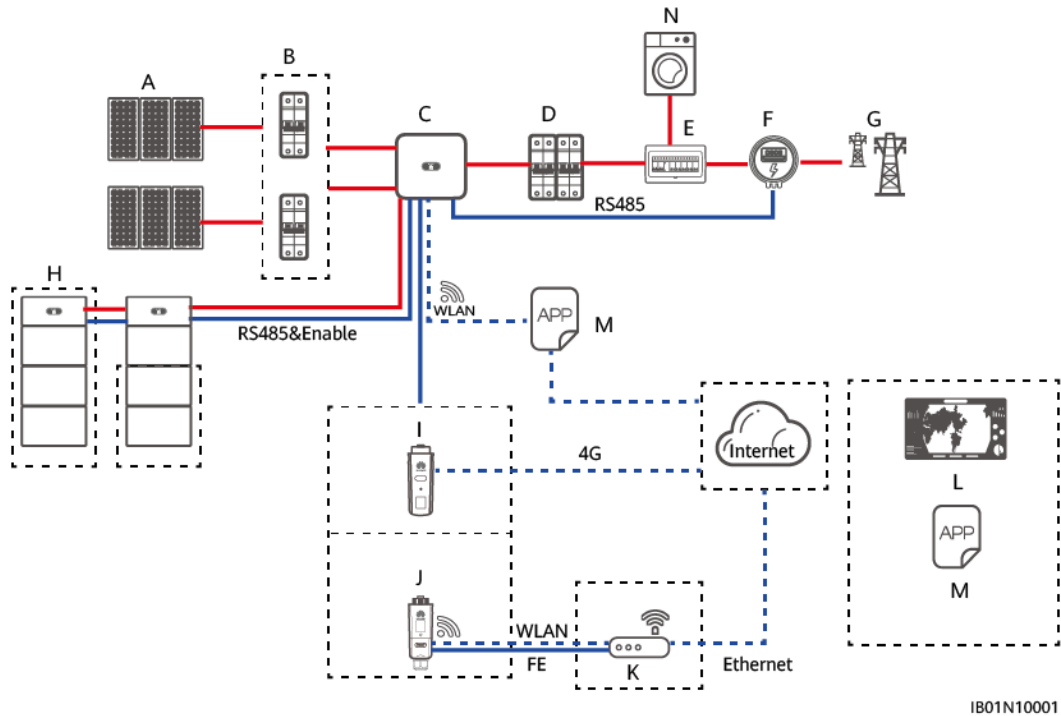 N
B
A
C
D
E
F
G
RS485
H
WLAN
APP
M
RS485&Enable
I
4G
Internet
L
APP
M
J
WLAN
FE
K
Ethernet
IB01N10001